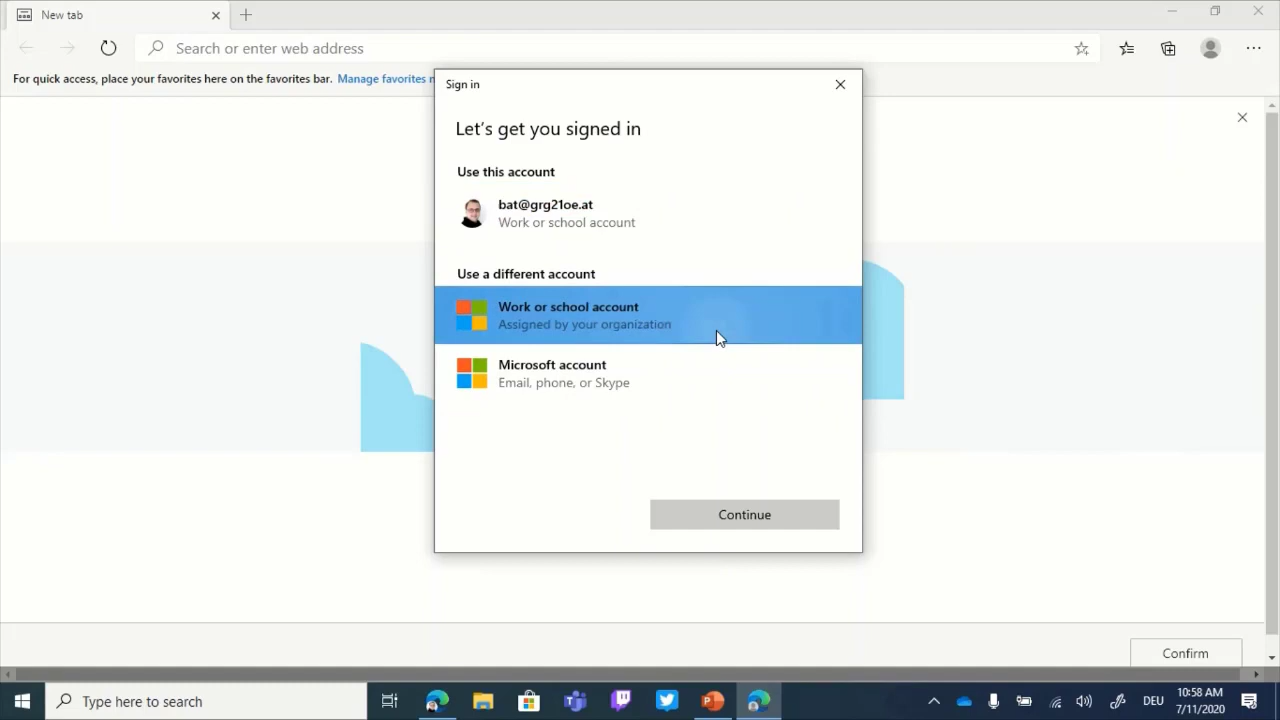 New tab
Search or enter web address
For quick access, place your favorites here on the favorites bar. Manage favorites
Sign in
Let's get you signed in
Use this account
bat@grg21oe.at
Work or school account
Use a different account
Work or school account
Assigned by your organization
Microsoft account
Email, phone, or Skype
Continue
Confirm
Type here to search
DEU
10:58 AM
7/11/2020